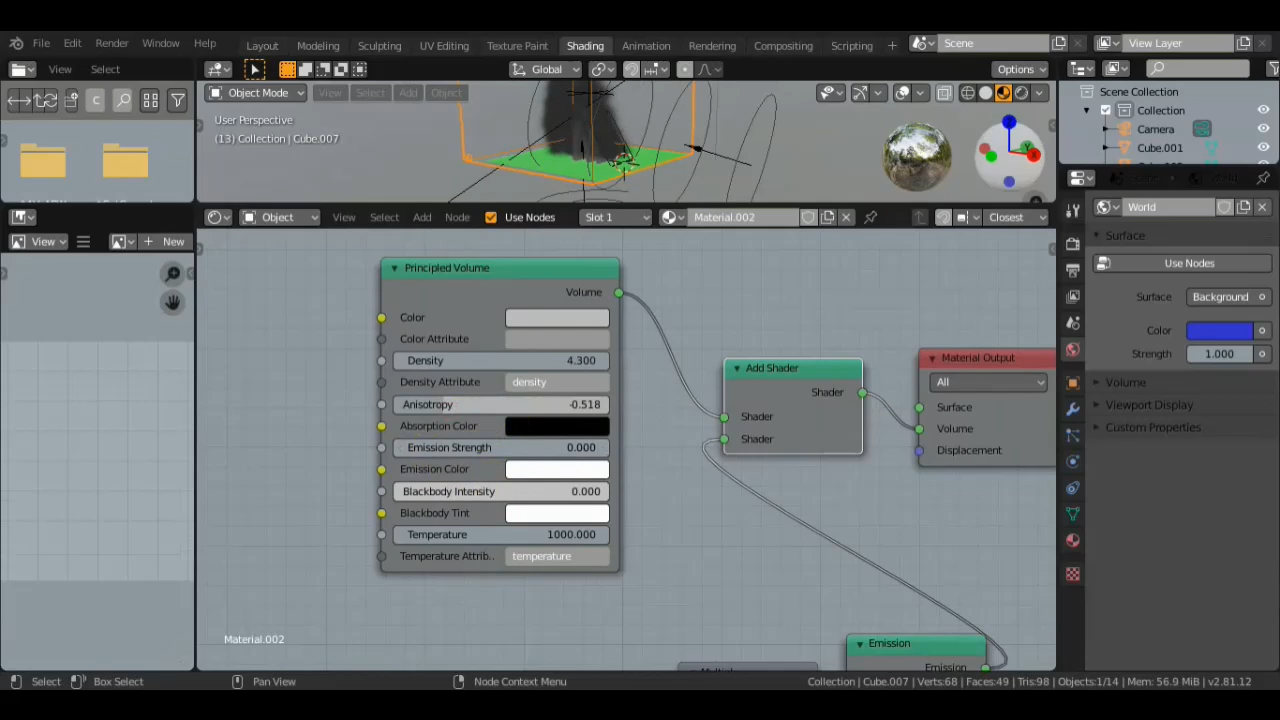 File Edit Render Window Help
Layout Modeling Sculpting UV Editing Texture Paint Shading Animation Rendering Compositing Scripting
Scene View Layer
View Select
Global
Options
Object Mode View Select Add Object
User Perspective
(13) Collection | Cube.007
Z
Y
X
Scene Collection
Collection
Camera
Cube.001
World
Surface
Use Nodes
Surface Background
Color
Strength 1.000
Volume
Viewport Display
Custom Properties
Object View Select Add Node Use Nodes Slot 1 Material.002 Closest
View New
Principled Volume
Volume
Color
Color Attribute
Density 4.300
Density Attribute density
Anisotropy -0.518
Absorption Color
Emission Strength 0.000
Emission Color
Blackbody Intensity 0.000
Blackbody Tint
Temperature 1000.000
Temperature Attrib.. temperature
Add Shader
Shader
Shader
Shader
Material Output
All
Surface
Volume
Displacement
Emission
Emission
Material.002
Select Box Select Pan View Node Context Menu Collection | Cube.007 | Verts:68 | Faces:49 | Tris:98 | Objects:1/14 | Mem: 56.9 MiB | v2.81.12